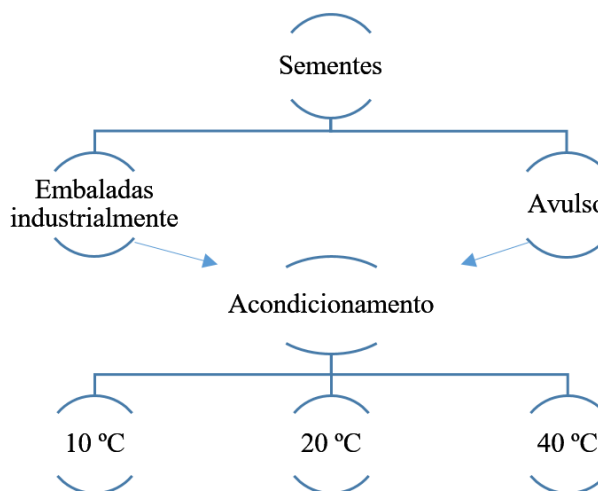 Sementes
Embaladas
industrialmente
Avulso
Acondicionamento
10 ºC
20 ºC
40 ºC